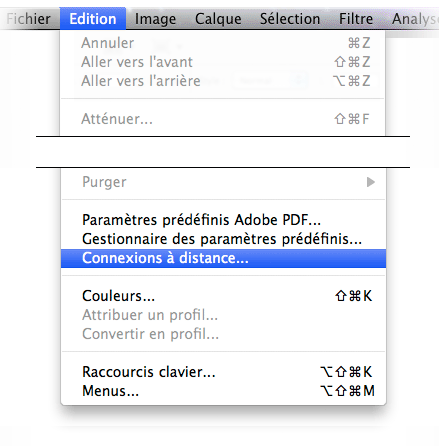 Fichier Edition Image Calque Sélection Filtre Analyse
Annuler ⌘Z
Aller vers l'avant ⇧⌘Z
Aller vers l'arrière ⌥⌘Z
Atténuer... ⇧⌘F
Purger ▶
Paramètres prédéfinis Adobe PDF...
Gestionnaire des paramètres prédéfinis...
Connexions à distance...
Couleurs... ⇧⌘K
Attribuer un profil...
Convertir en profil...
Raccourcis clavier... ⌥⇧⌘K
Menus... ⌥⇧⌘M